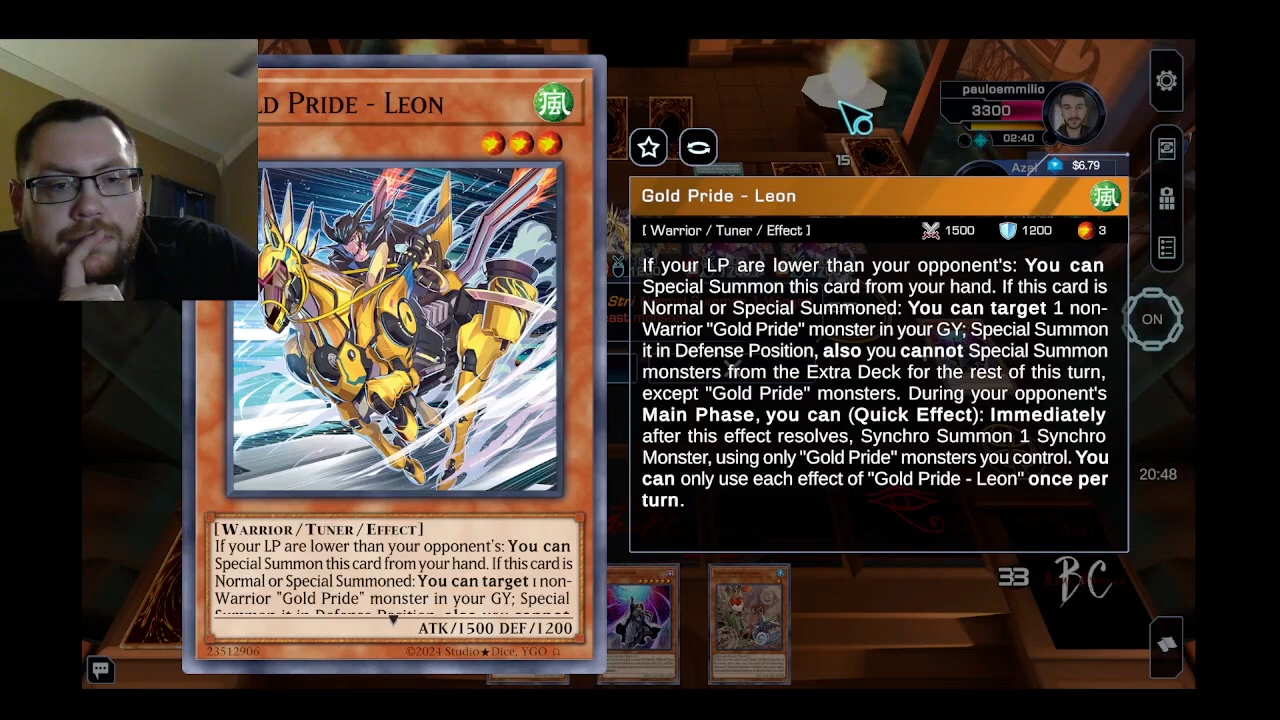 LD PRIDE - LEON
風
[WARRIOR / TUNER / EFFECT]
If your LP are lower than your opponent's: You can
Special Summon this card from your hand. If this card is
Normal or Special Summoned: You can target 1 non-
Warrior "Gold Pride" monster in your GY; Special
ATK/1500 DEF/1200
23512906
©2024 Studio★Dice, YGO Ω
pauloemmilio
3300
02:40
15
Azal
$6.79
Gold Pride - Leon
風
[ Warrior / Tuner / Effect ]
1500
1200
3
If your LP are lower than your opponent's: You can
Special Summon this card from your hand. If this card is
Normal or Special Summoned: You can target 1 non-
Warrior "Gold Pride" monster in your GY; Special Summon
it in Defense Position, also you cannot Special Summon
monsters from the Extra Deck for the rest of this turn,
except "Gold Pride" monsters. During your opponent's
Main Phase, you can (Quick Effect): Immediately
after this effect resolves, Synchro Summon 1 Synchro
Monster, using only "Gold Pride" monsters you control. You
can only use each effect of "Gold Pride - Leon" once per
turn.
ON
20:48
33
BC